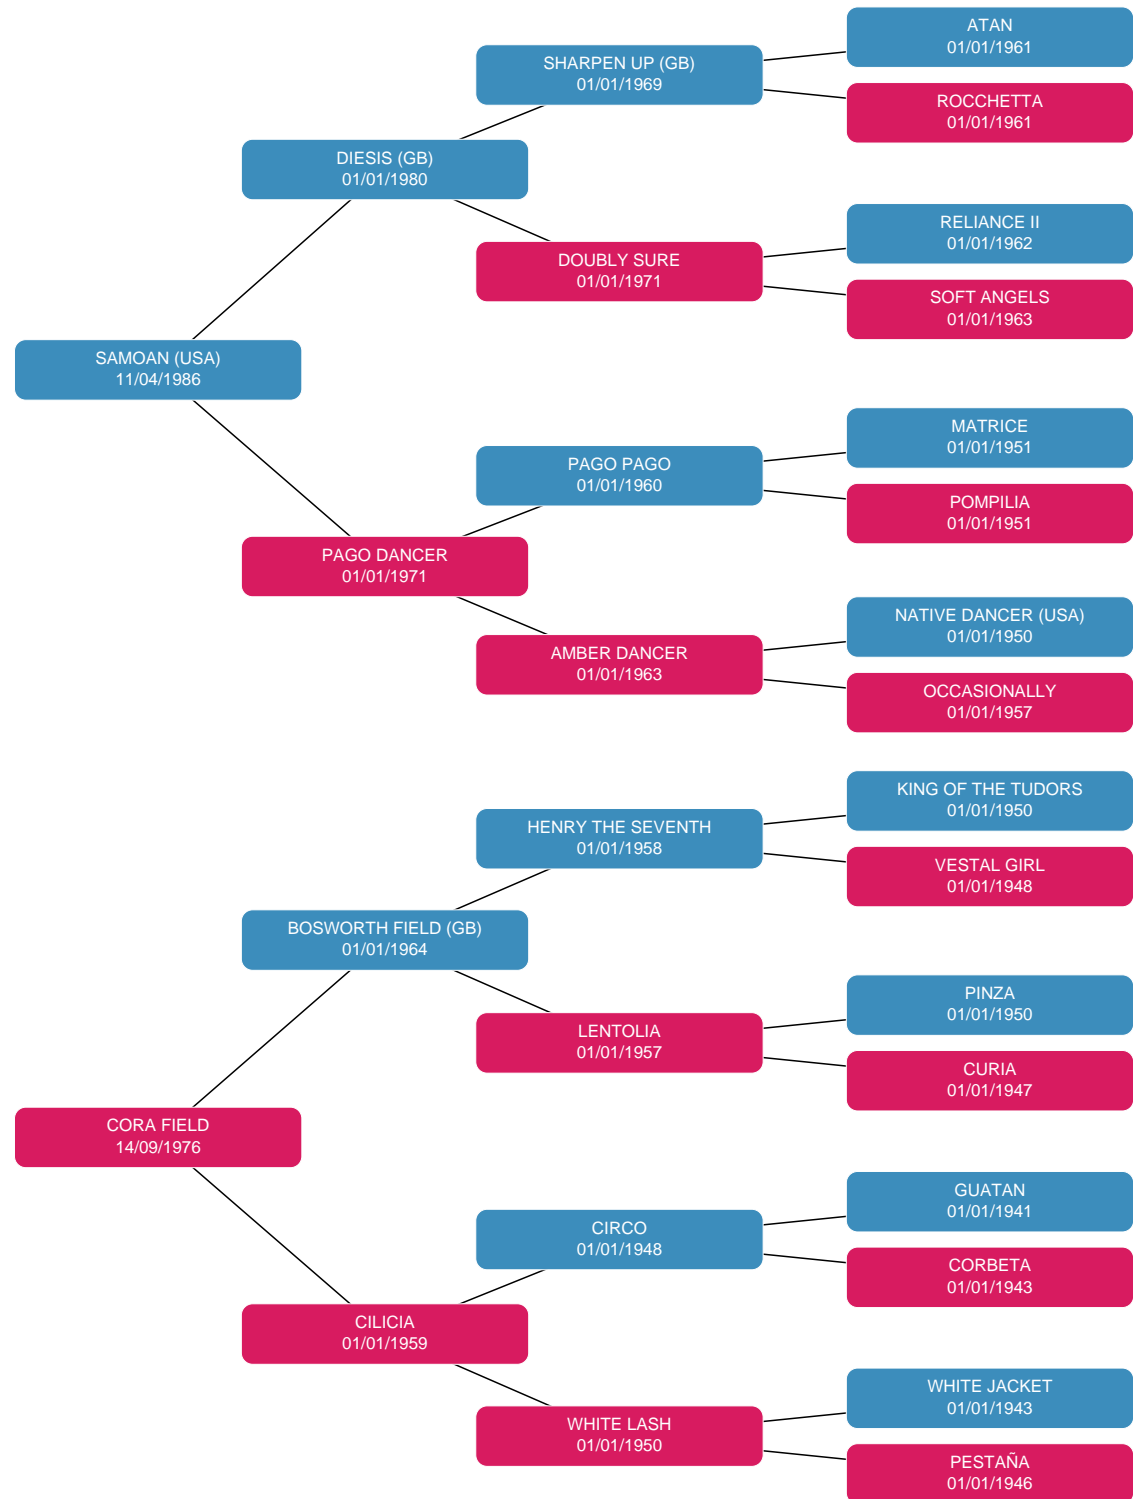 ATAN
01/01/1961
SHARPEN UP (GB)
01/01/1969
ROCCHETTA
01/01/1961
DIESIS (GB)
01/01/1980
RELIANCE II
01/01/1962
DOUBLY SURE
01/01/1971
SOFT ANGELS
01/01/1963
SAMOAN (USA)
11/04/1986
MATRICE
01/01/1951
PAGO PAGO
01/01/1960
POMPILIA
01/01/1951
PAGO DANCER
01/01/1971
NATIVE DANCER (USA)
01/01/1950
AMBER DANCER
01/01/1963
OCCASIONALLY
01/01/1957
KING OF THE TUDORS
01/01/1950
HENRY THE SEVENTH
01/01/1958
VESTAL GIRL
01/01/1948
BOSWORTH FIELD (GB)
01/01/1964
PINZA
01/01/1950
LENTOLIA
01/01/1957
CURIA
01/01/1947
CORA FIELD
14/09/1976
GUATAN
01/01/1941
CIRCO
01/01/1948
CORBETA
01/01/1943
CILICIA
01/01/1959
WHITE JACKET
01/01/1943
WHITE LASH
01/01/1950
PESTAÑA
01/01/1946